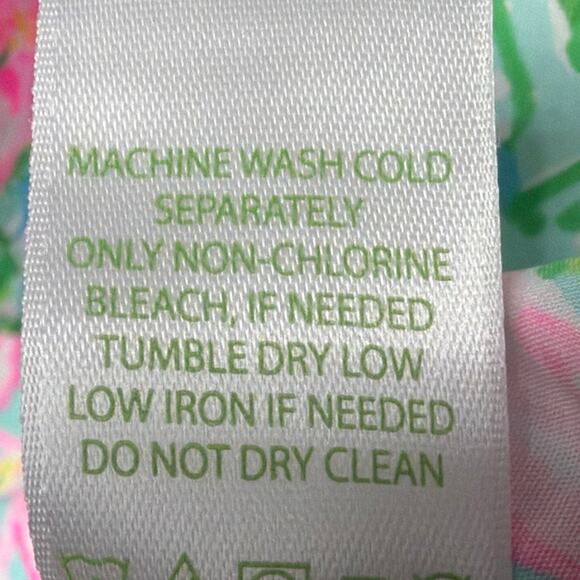 MACHINE WASH COLD
SEPARATELY
ONLY NON-CHLORINE
BLEACH, IF NEEDED
TUMBLE DRY LOW
LOW IRON IF NEEDED
DO NOT DRY CLEAN